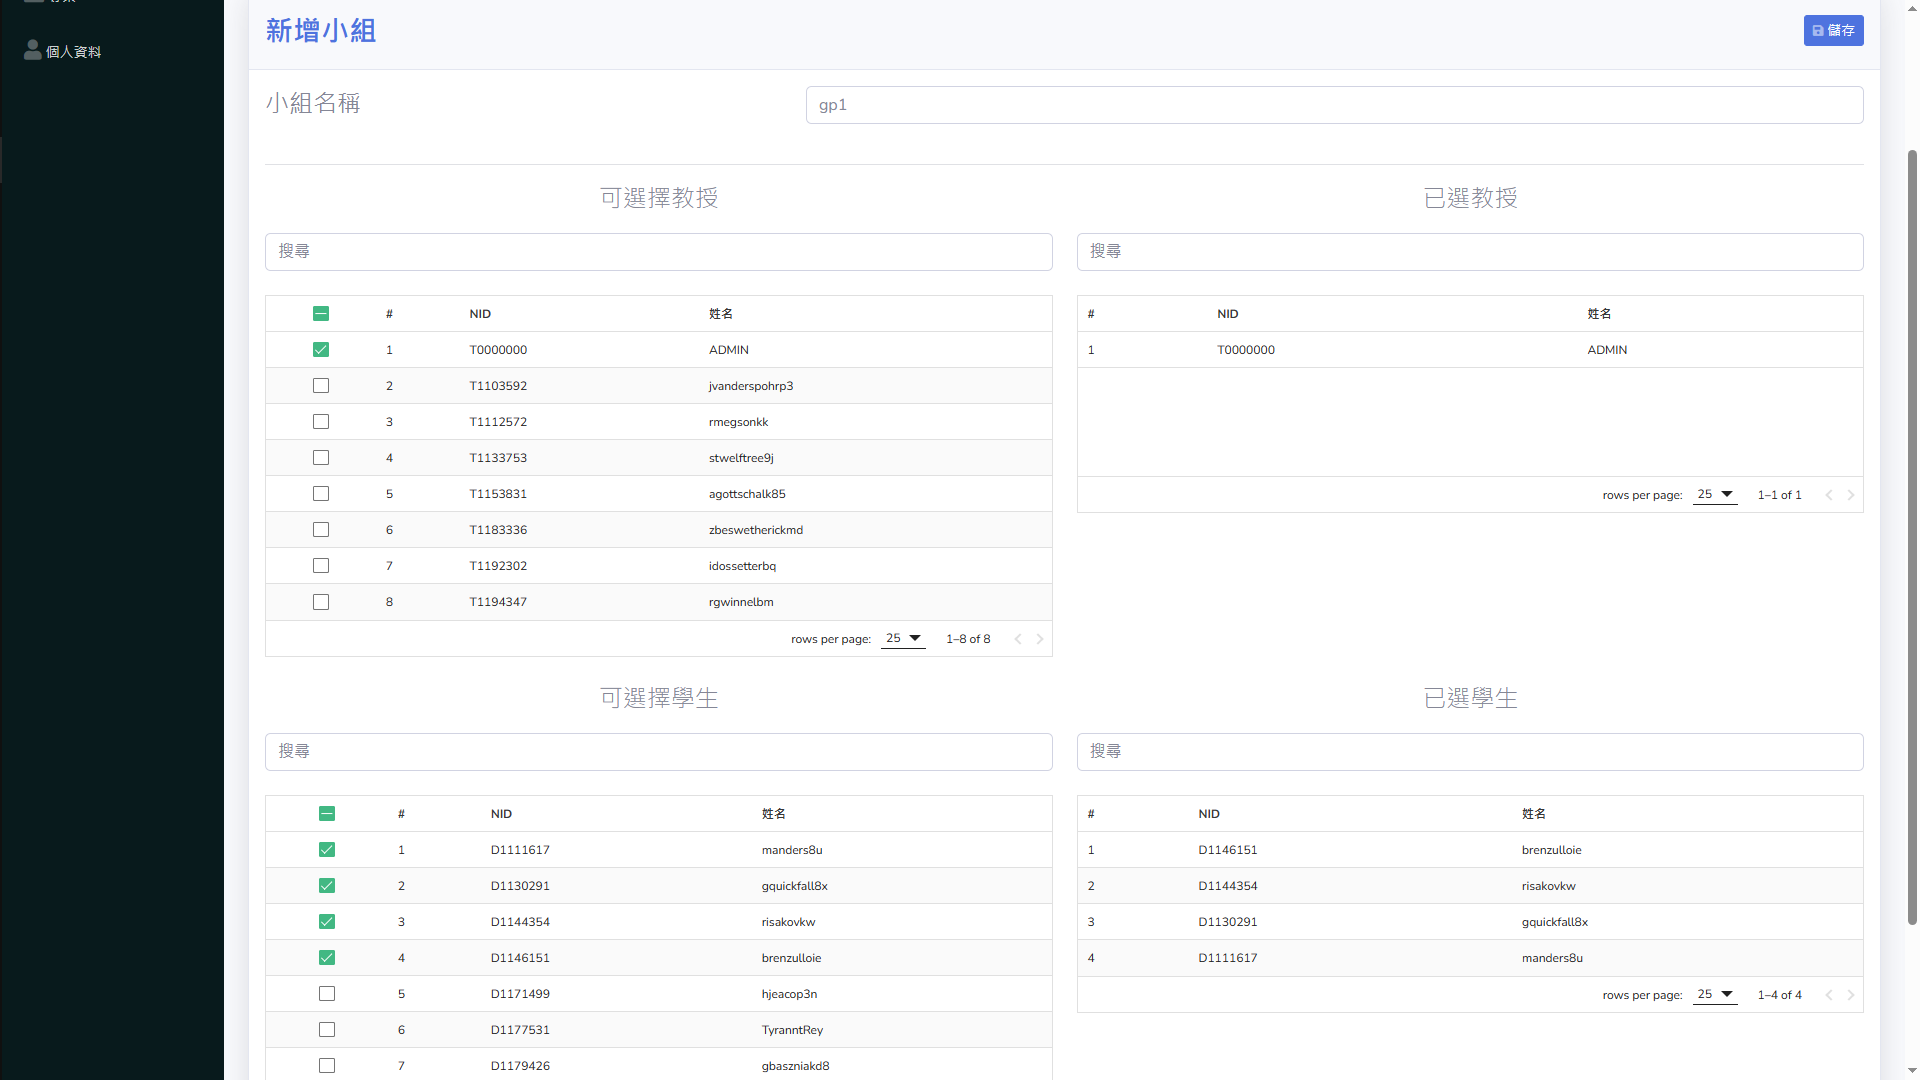 個人資料
新增小組
儲存
小組名稱
gp1
可選擇教授
搜尋
# NID 姓名
1 T0000000 ADMIN
2 T1103592 jvanderspohrp3
3 T1112572 rmegsonkk
4 T1133753 stwelftree9j
5 T1153831 agottschalk85
6 T1183336 zbeswetherickmd
7 T1192302 idossetterbq
8 T1194347 rgwinnelbm
rows per page: 25 1–8 of 8
已選教授
搜尋
# NID 姓名
1 T0000000 ADMIN
rows per page: 25 1–1 of 1
可選擇學生
搜尋
# NID 姓名
1 D1111617 manders8u
2 D1130291 gquickfall8x
3 D1144354 risakovkw
4 D1146151 brenzulloie
5 D1171499 hjeacop3n
6 D1177531 TyranntRey
7 D1179426 gbaszniakd8
已選學生
搜尋
# NID 姓名
1 D1146151 brenzulloie
2 D1144354 risakovkw
3 D1130291 gquickfall8x
4 D1111617 manders8u
rows per page: 25 1–4 of 4